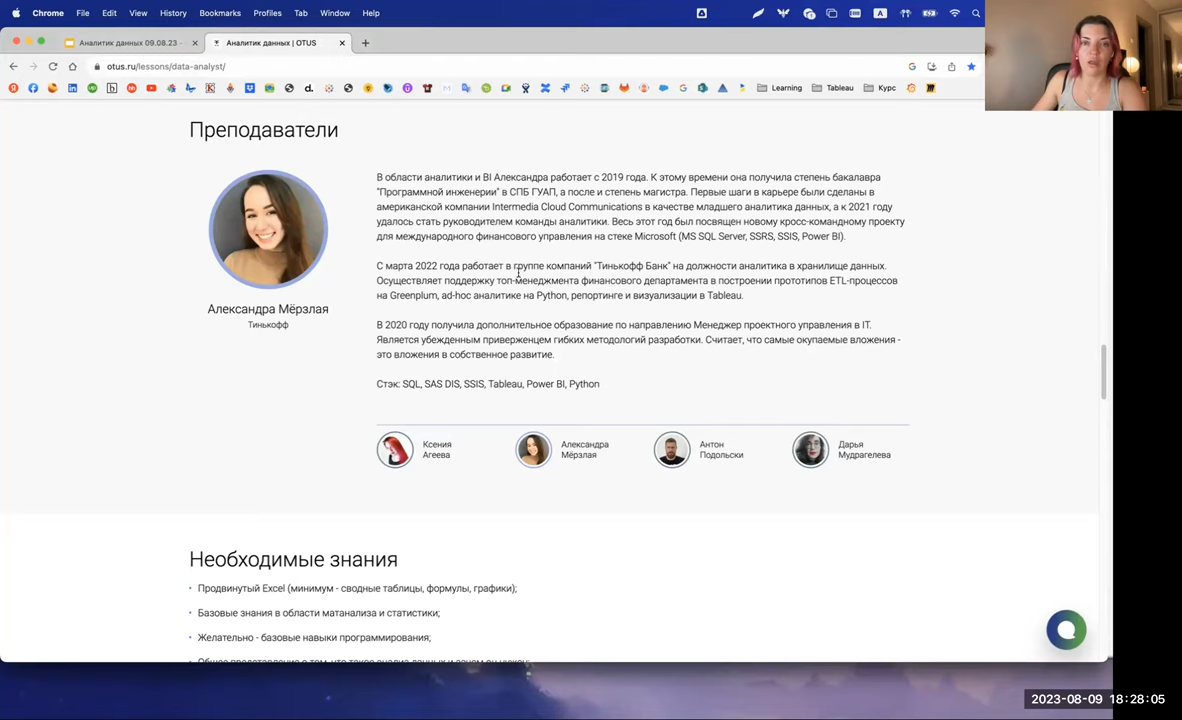 Chrome File Edit View History Bookmarks Profiles Tab Window Help
Аналитик данных 09.08.23 -
Аналитик данных | OTUS
otus.ru/lessons/data-analyst/
Learning
Tableau
Курс
Преподаватели
В области аналитики и BI Александра работает с 2019 года. К этому времени она получила степень бакалавра
"Программной инженерии" в СПБ ГУАП, а после и степень магистра. Первые шаги в карьере были сделаны в
американской компании Intermedia Cloud Communications в качестве младшего аналитика данных, а к 2021 году
удалось стать руководителем команды аналитики. Весь этот год был посвящен новому кросс-командному проекту
для международного финансового управления на стеке Microsoft (MS SQL Server, SSRS, SSIS, Power BI).
С марта 2022 года работает в группе компаний "Тинькофф Банк" на должности аналитика в хранилище данных.
Осуществляет поддержку топ-менеджмента финансового департамента в построении прототипов ETL-процессов
на Greenplum, ad-hoc аналитике на Python, репортинге и визуализации в Tableau.
В 2020 году получила дополнительное образование по направлению Менеджер проектного управления в IT.
Является убежденным приверженцем гибких методологий разработки. Считает, что самые окупаемые вложения -
это вложения в собственное развитие.
Стэк: SQL, SAS DIS, SSIS, Tableau, Power BI, Python
Александра Мёрзлая
Тинькофф
Ксения
Агеева
Александра
Мёрзлая
Антон
Подольски
Дарья
Мудрагелева
Необходимые знания
Продвинутый Excel (минимум - сводные таблицы, формулы, графики);
Базовые знания в области матанализа и статистики;
Желательно - базовые навыки программирования;
Общее представление о том, что такое анализ данных и зачем он нужен;
2023-08-09 18:28:05